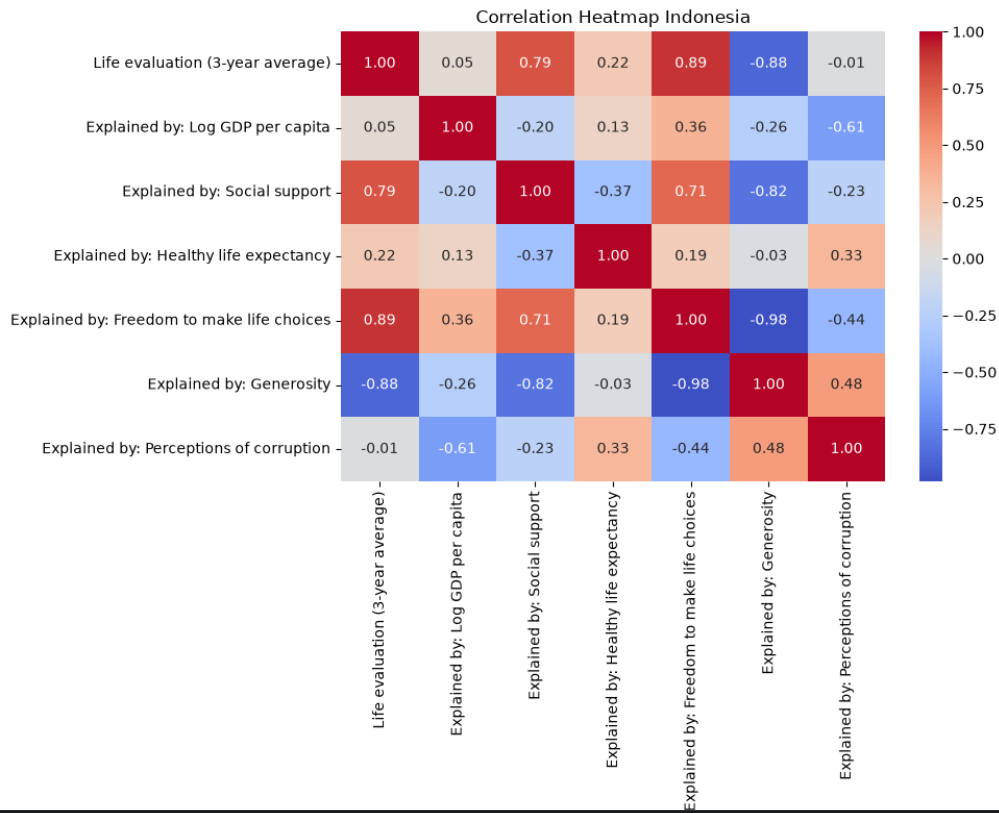 Correlation Heatmap Indonesia
Life evaluation (3-year average) 1.00 0.05 0.79 0.22 0.89 -0.88 -0.01
Explained by: Log GDP per capita 0.05 1.00 -0.20 0.13 0.36 -0.26 -0.61
Explained by: Social support 0.79 -0.20 1.00 -0.37 0.71 -0.82 -0.23
Explained by: Healthy life expectancy 0.22 0.13 -0.37 1.00 0.19 -0.03 0.33
Explained by: Freedom to make life choices 0.89 0.36 0.71 0.19 1.00 -0.98 -0.44
Explained by: Generosity -0.88 -0.26 -0.82 -0.03 -0.98 1.00 0.48
Explained by: Perceptions of corruption -0.01 -0.61 -0.23 0.33 -0.44 0.48 1.00
Life evaluation (3-year average)
Explained by: Log GDP per capita
Explained by: Social support
Explained by: Healthy life expectancy
Explained by: Freedom to make life choices
Explained by: Generosity
Explained by: Perceptions of corruption
1.00
0.75
0.50
0.25
0.00
−0.25
−0.50
−0.75